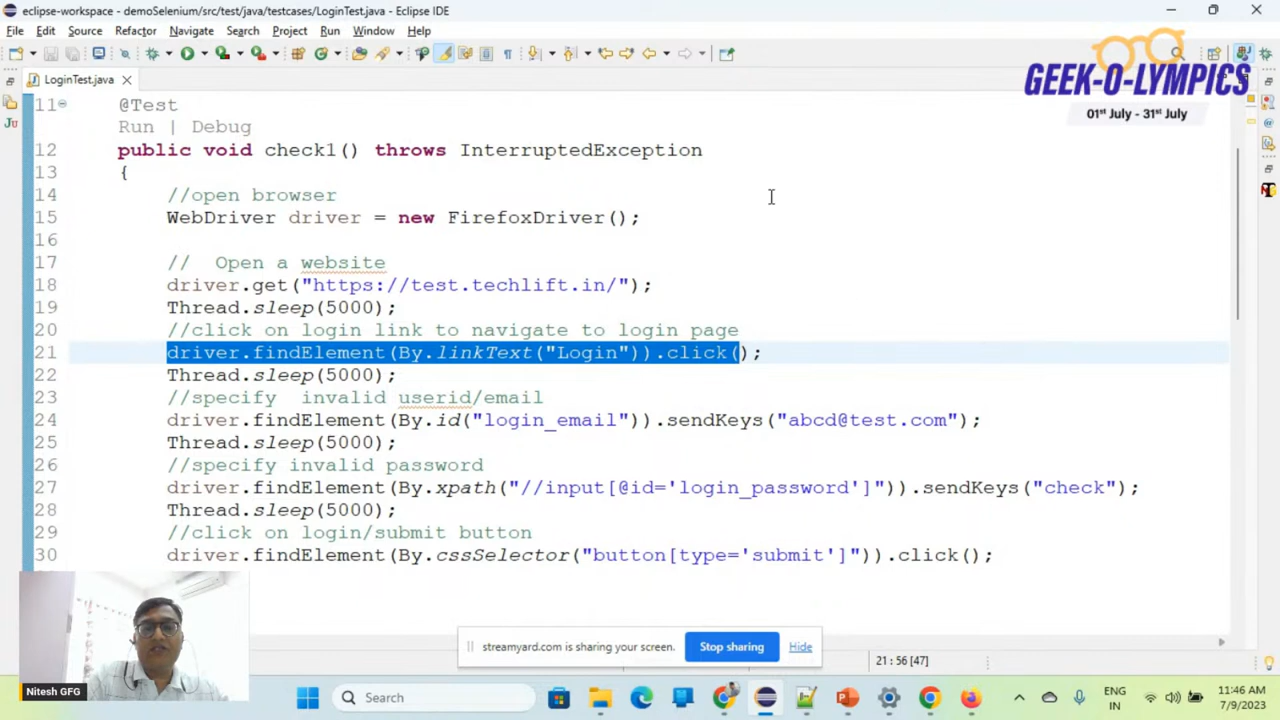 eclipse-workspace - demoSelenium/src/test/java/testcases/LoginTest.java - Eclipse IDE
File Edit Source Refactor Navigate Search Project Run Window Help
LoginTest.java
GEEK-O-LYMPICS
01st July - 31st July
11 @Test
Run | Debug
12 public void check1() throws InterruptedException
13 {
14 //open browser
15 WebDriver driver = new FirefoxDriver();
16
17 // Open a website
18 driver.get("https://test.techlift.in/");
19 Thread.sleep(5000);
20 //click on login link to navigate to login page
21 driver.findElement(By.linkText("Login")).click();
22 Thread.sleep(5000);
23 //specify invalid userid/email
24 driver.findElement(By.id("login_email")).sendKeys("abcd@test.com");
25 Thread.sleep(5000);
26 //specify invalid password
27 driver.findElement(By.xpath("//input[@id='login_password']")).sendKeys("check");
28 Thread.sleep(5000);
29 //click on login/submit button
30 driver.findElement(By.cssSelector("button[type='submit']")).click();
streamyard.com is sharing your screen. Stop sharing Hide
21 : 56 [47]
Nitesh GFG
Search
ENG
IN
11:46 AM
7/9/2023